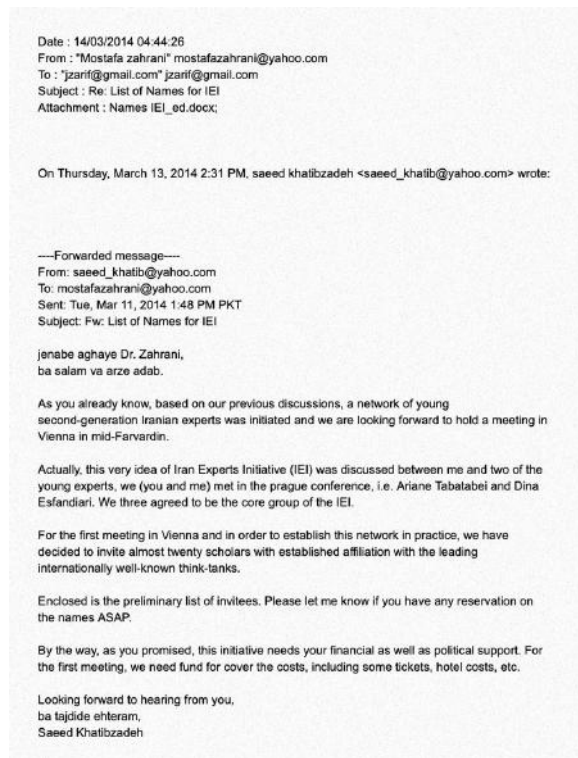 Date : 14/03/2014 04:44:26
From : "Mostafa zahrani" mostafazahrani@yahoo.com
To : "jzarif@gmail.com" jzarif@gmail.com
Subject : Re: List of Names for IEI
Attachment : Names IEI_ed.docx;
On Thursday, March 13, 2014 2:31 PM, saeed khatibzadeh <saeed_khatib@yahoo.com> wrote:
----Forwarded message----
From: saeed_khatib@yahoo.com
To: mostafazahrani@yahoo.com
Sent: Tue, Mar 11, 2014 1:48 PM PKT
Subject: Fw: List of Names for IEI
jenabe aghaye Dr. Zahrani,
ba salam va arze adab.
As you already know, based on our previous discussions, a network of young
second-generation Iranian experts was initiated and we are looking forward to hold a meeting in
Vienna in mid-Farvardin.
Actually, this very idea of Iran Experts Initiative (IEI) was discussed between me and two of the
young experts, we (you and me) met in the prague conference, i.e. Ariane Tabatabei and Dina
Esfandiari. We three agreed to be the core group of the IEI.
For the first meeting in Vienna and in order to establish this network in practice, we have
decided to invite almost twenty scholars with established affiliation with the leading
internationally well-known think-tanks.
Enclosed is the preliminary list of invitees. Please let me know if you have any reservation on
the names ASAP.
By the way, as you promised, this initiative needs your financial as well as political support. For
the first meeting, we need fund for cover the costs, including some tickets, hotel costs, etc.
Looking forward to hearing from you,
ba tajdide ehteram,
Saeed Khatibzadeh